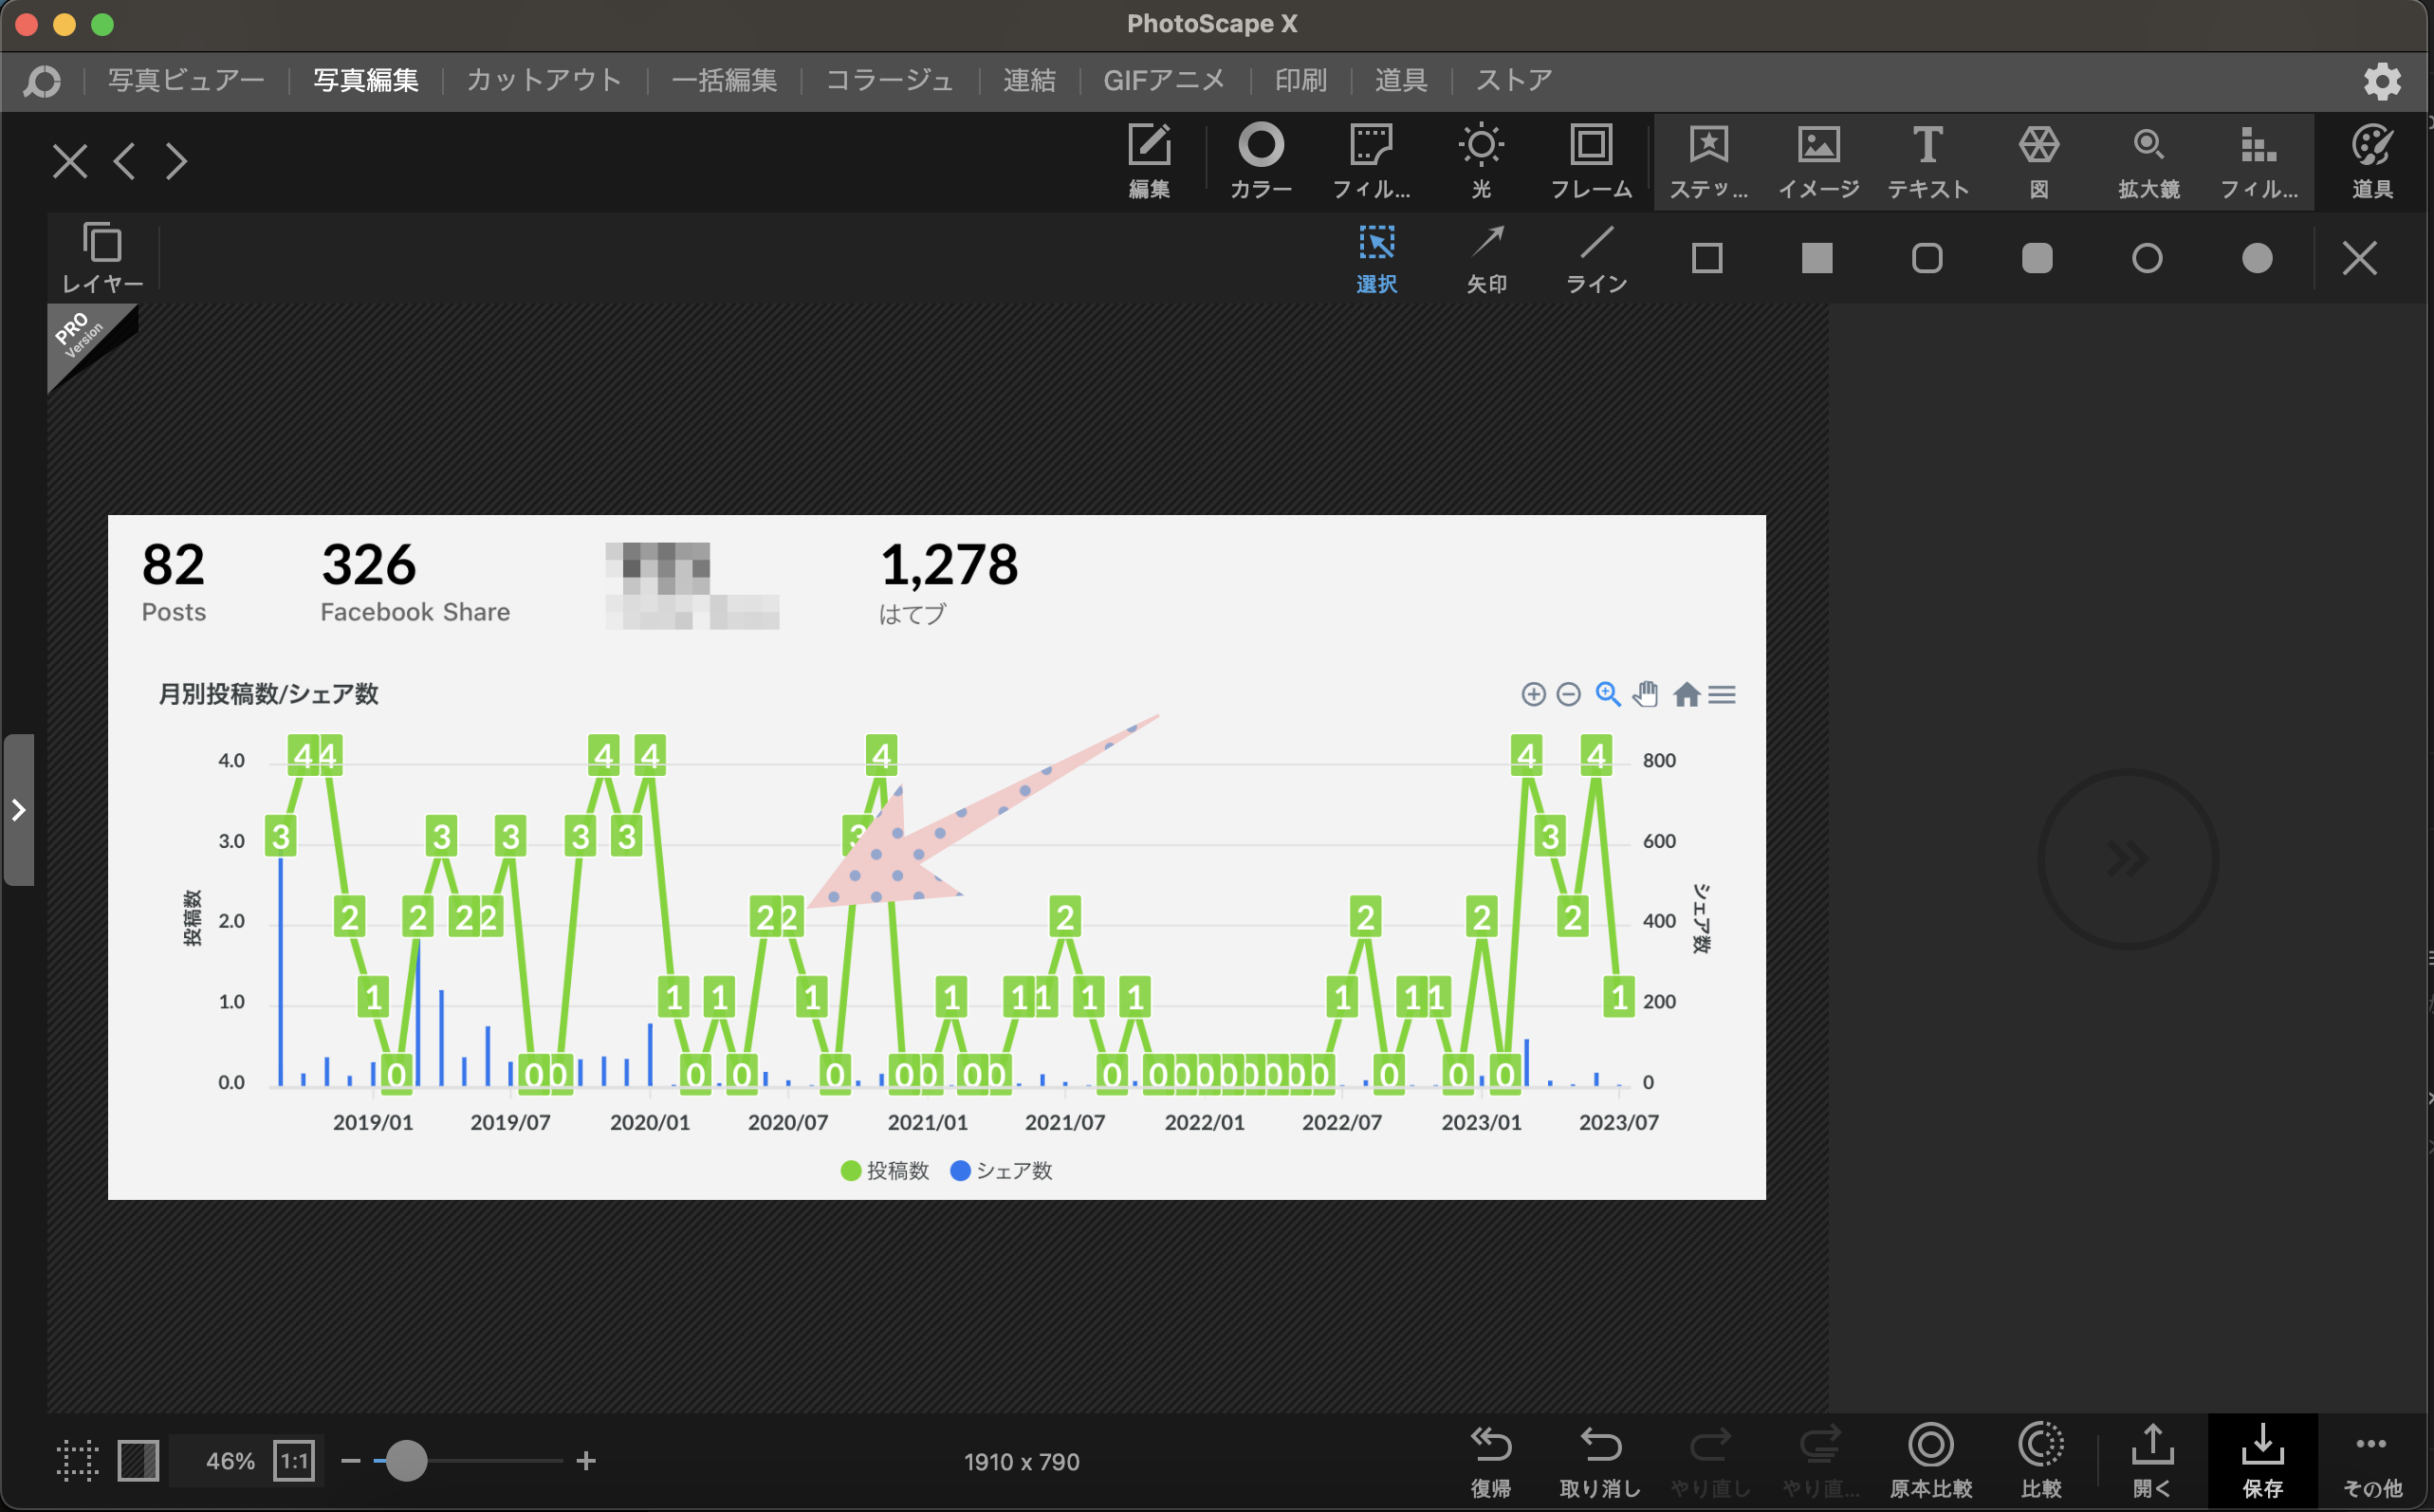 PhotoScape X
写真ビュアー 写真編集 カットアウト 一括編集 コラージュ 連結 GIFアニメ 印刷 道具 ストア
編集 カラー フィル... 光 フレーム ステッ... イメージ テキスト 図 拡大鏡 フィル... 道具
レイヤー 選択 矢印 ライン
PRO
Version
82 326 1,278
Posts Facebook Share はてブ
月別投稿数/シェア数
4.0 4 4 4 4 4 4 4 800
3.0 3 3 3 3 3 3 3 600
投稿数 2.0 2 2 2 2 2 2 2 2 2 2 400 シェア数
1.0 1 1 1 1 1 1 1 1 1 1 1 1 1 200
0.0 0 0 0 0 0 0 0 0 0 0 0 0 0 0 0 0 0 0 0 0 0 0 0
2019/01 2019/07 2020/01 2020/07 2021/01 2021/07 2022/01 2022/07 2023/01 2023/07
投稿数 シェア数
46% 1:1 1910 x 790
復帰 取り消し やり直し やり直... 原本比較 比較 開く 保存 その他